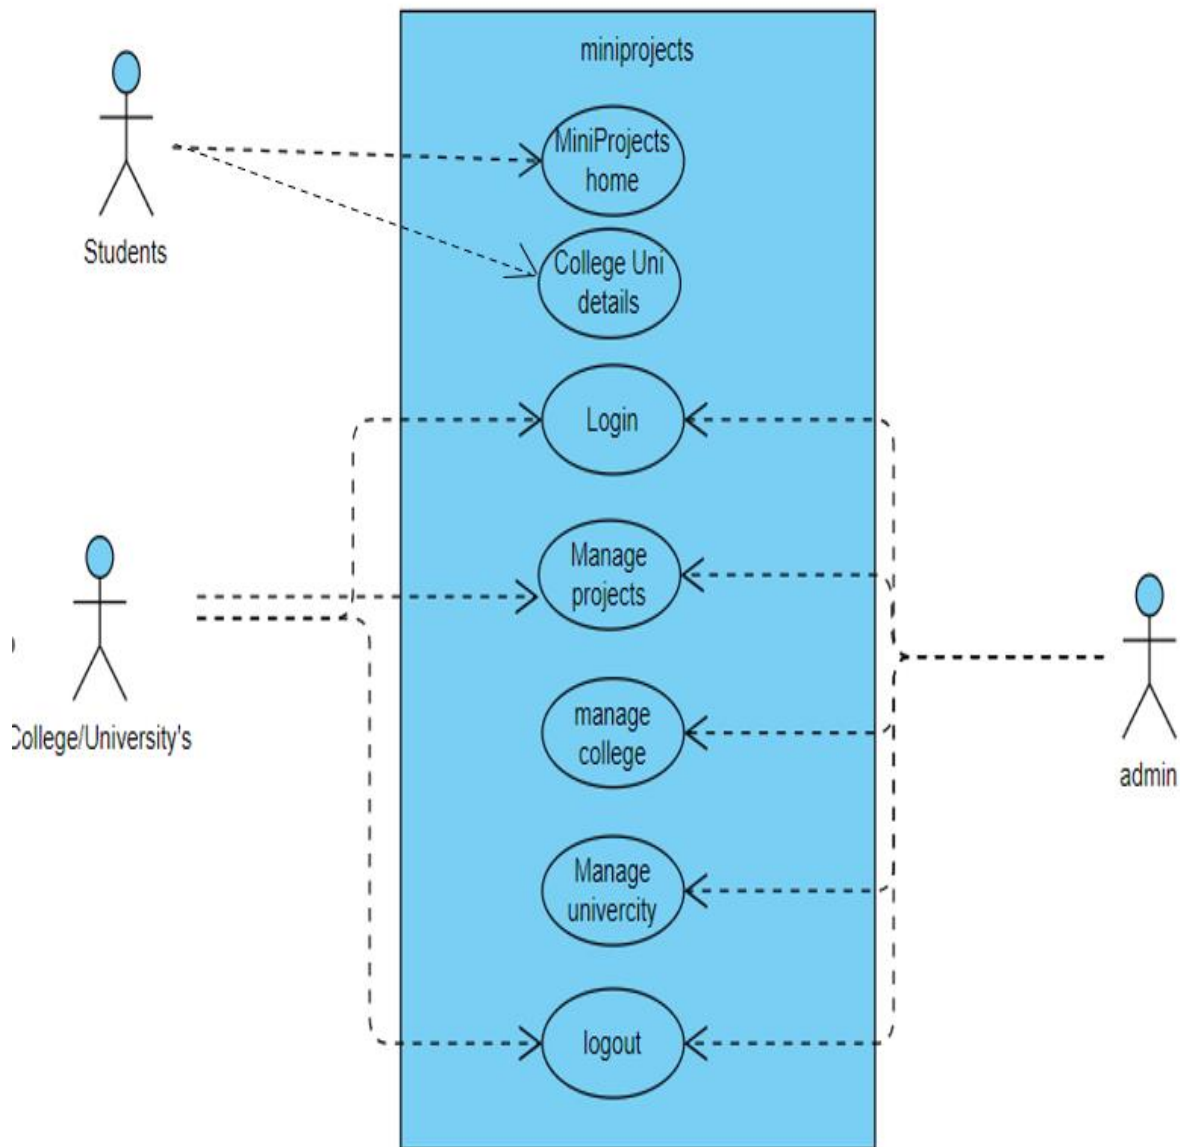 miniprojects
MiniProjects
home
Students
College Uni
details
Login
Manage
projects
College/University's
manage
college
admin
Manage
univercity
logout